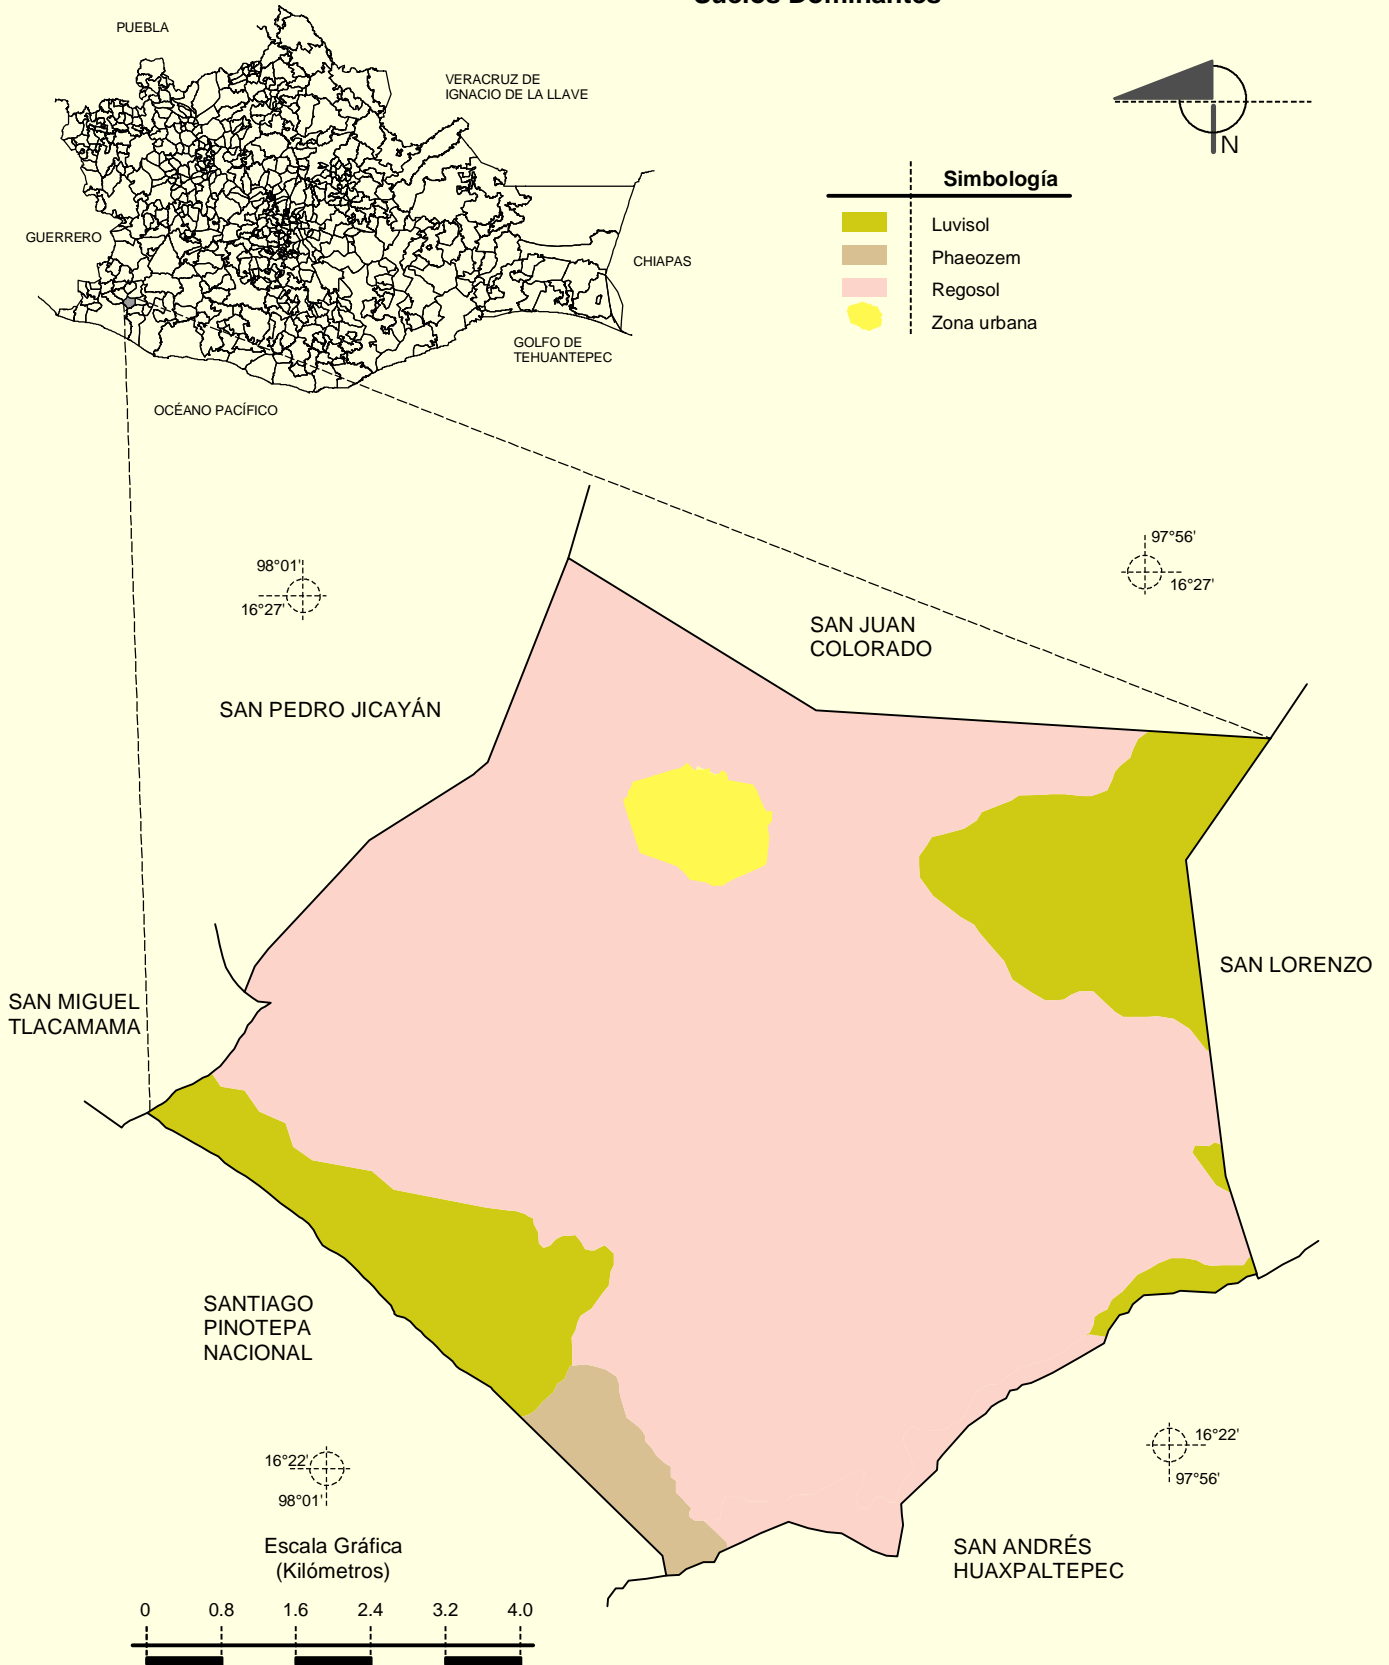 Suelos Dominantes
PUEBLA
VERACRUZ DE
IGNACIO DE LA LLAVE
N
Simbología
Luvisol
Phaeozem
Regosol
Zona urbana
GUERRERO
CHIAPAS
GOLFO DE
TEHUANTEPEC
OCÉANO PACÍFICO
98°01'
16°27'
97°56'
16°27'
SAN JUAN
COLORADO
SAN PEDRO JICAYÁN
SAN LORENZO
SAN MIGUEL
TLACAMAMA
SANTIAGO
PINOTEPA
NACIONAL
16°22'
98°01'
16°22'
97°56'
SAN ANDRÉS
HUAXPALTEPEC
Escala Gráfica
(Kilómetros)
0 0.8 1.6 2.4 3.2 4.0